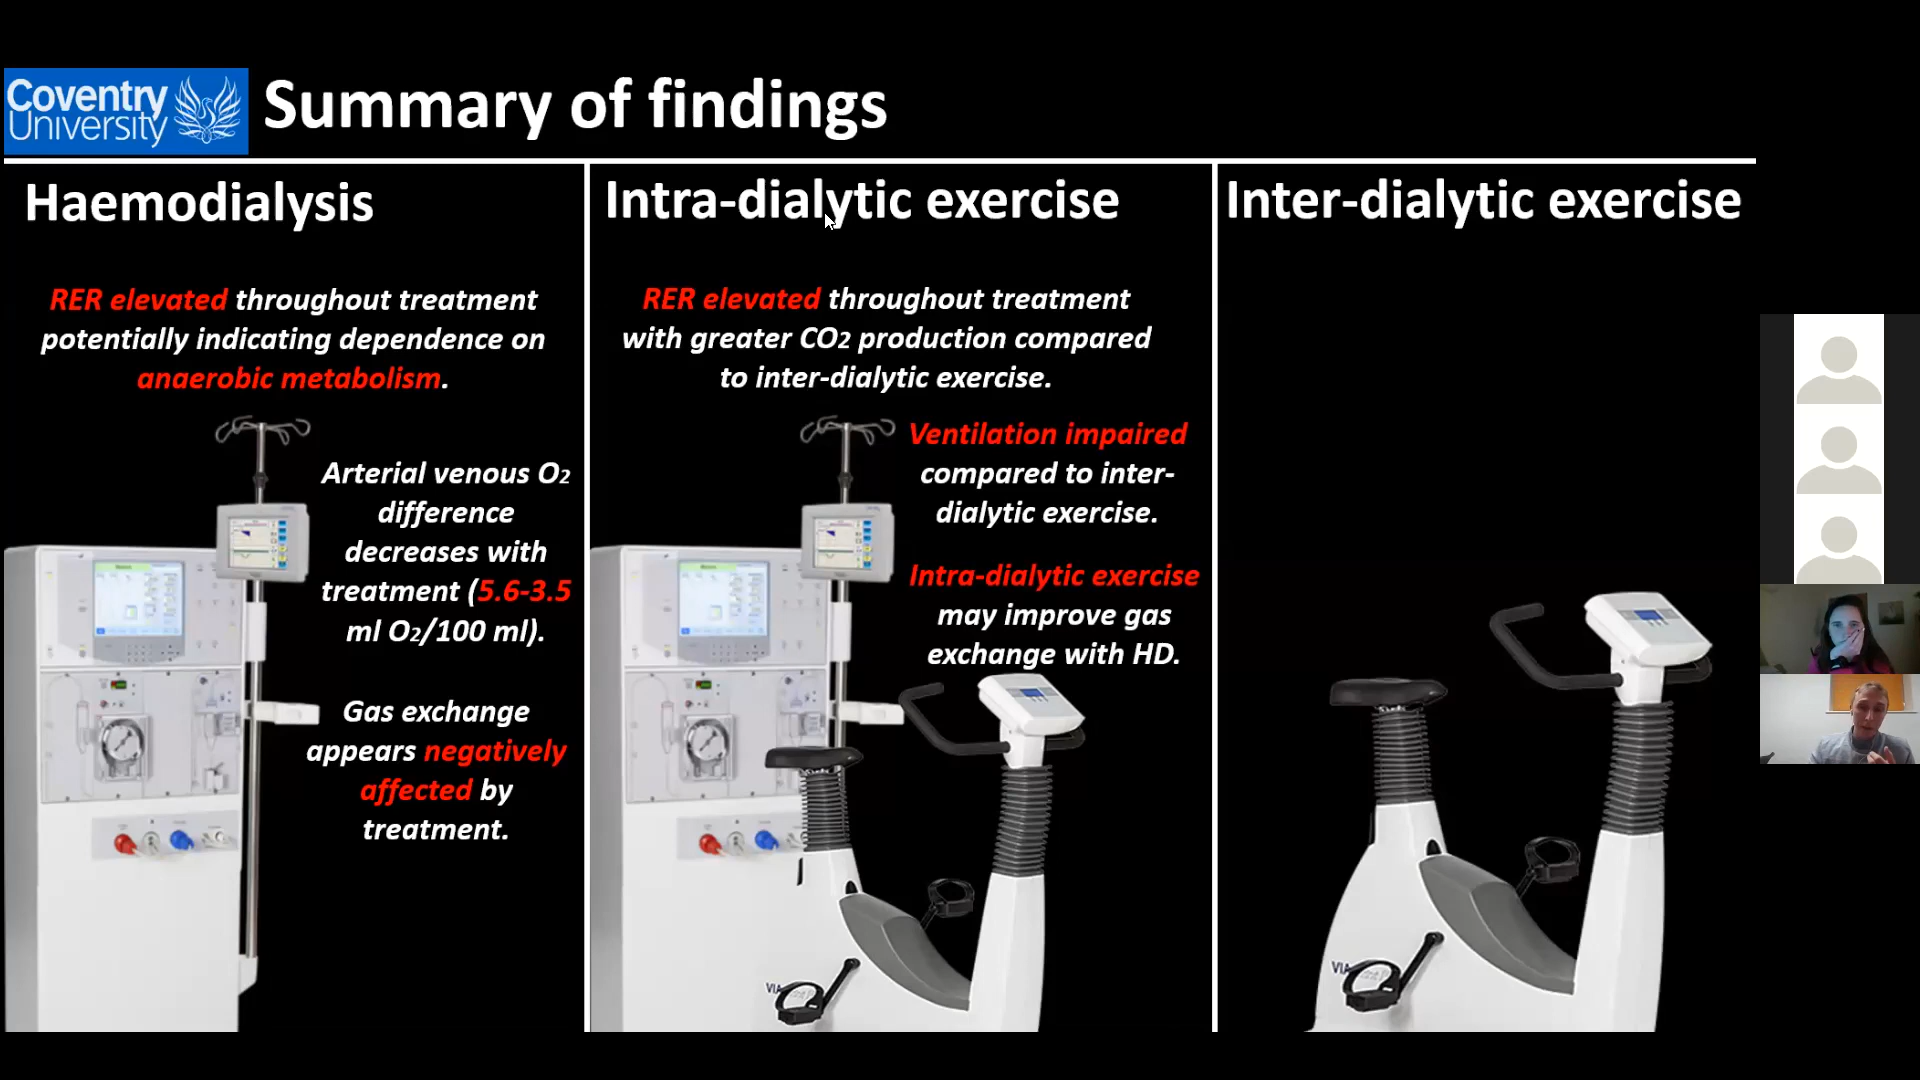 Coventry
University
Summary of findings
Haemodialysis
RER elevated throughout treatment
potentially indicating dependence on
anaerobic metabolism.
Arterial venous O2
difference
decreases with
treatment (5.6-3.5
ml O2/100 ml).
Gas exchange
appears negatively
affected by
treatment.
Intra-dialytic exercise
RER elevated throughout treatment
with greater CO2 production compared
to inter-dialytic exercise.
Ventilation impaired
compared to inter-
dialytic exercise.
Intra-dialytic exercise
may improve gas
exchange with HD.
Inter-dialytic exercise